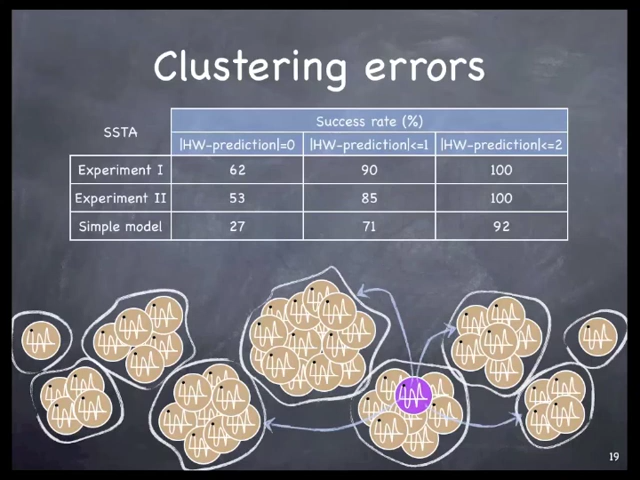 Clustering errors
SSTA
Success rate (%)
|HW-prediction|=0 |HW-prediction|<=1 |HW-prediction|<=2
Experiment I 62 90 100
Experiment II 53 85 100
Simple model 27 71 92
19